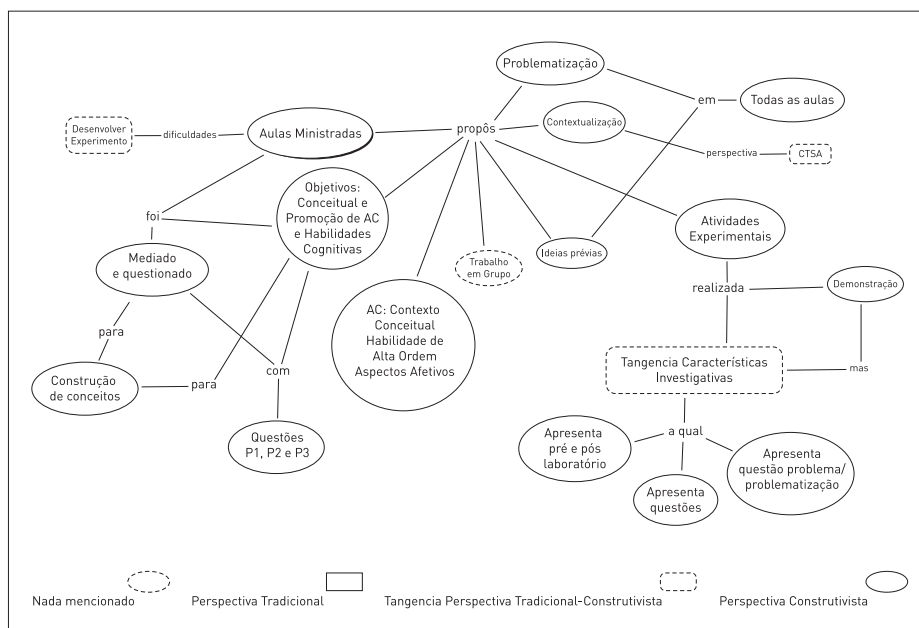 Problematização
em
Todas as aulas
Desenvolver
Experimento
dificuldades
Aulas Ministradas
propôs
Contextualização
perspectiva
CTSA
Objetivos:
Conceitual e
Promoção de AC
e Habilidades
Cognitivas
foi
Mediado
e questionado
Trabalho
em Grupo
Ideias prévias
Atividades
Experimentais
realizada
Demonstração
AC: Contexto
Conceitual
Habilidade de
Alta Ordem
Aspectos Afetivos
para
Construção
de conceitos
para
com
Tangencia Características
Investigativas
mas
Questões
P1, P2 e P3
a qual
Apresenta
pré e pós
laboratório
Apresenta
questões
Apresenta
questão problema/
problematização
Nada mencionado
Perspectiva Tradicional
Tangencia Perspectiva Tradicional-Construtivista
Perspectiva Construtivista